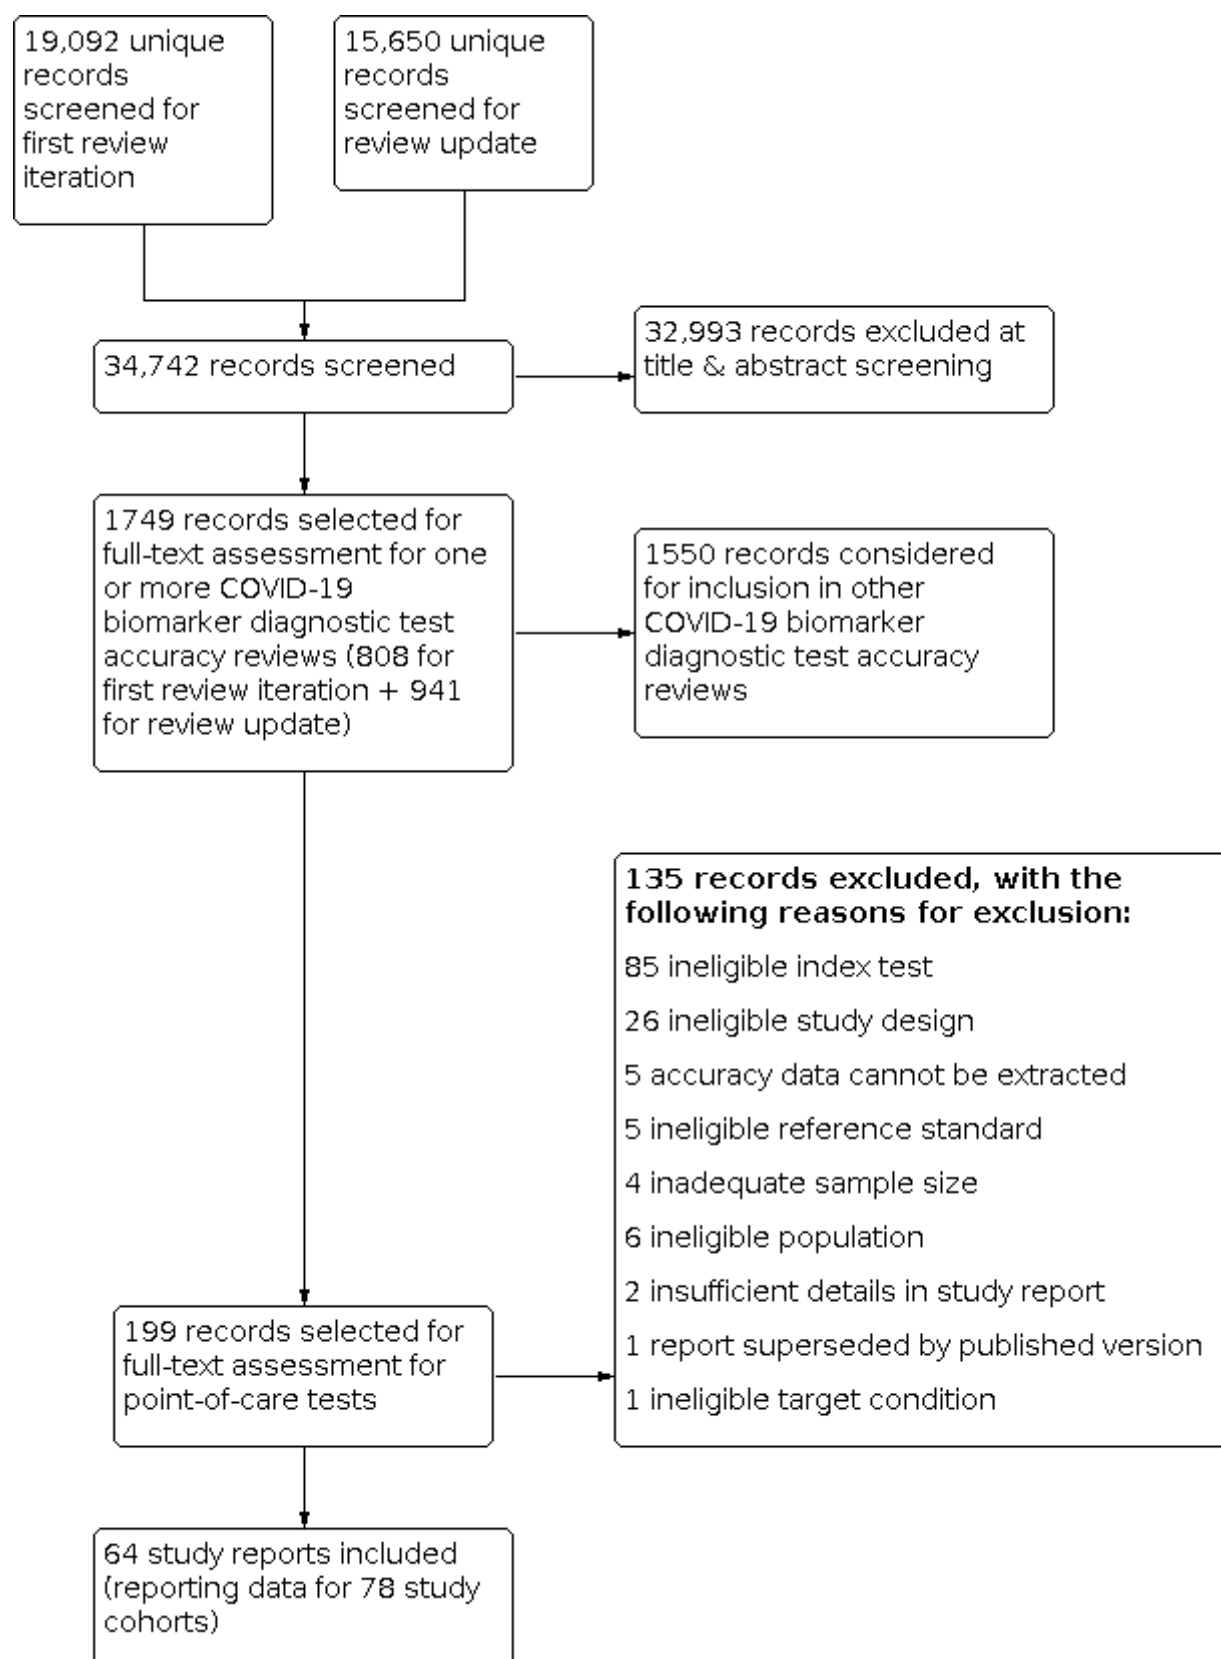 19,092 unique
records
screened for
first review
iteration
15,650 unique
records
screened for
review update
34,742 records screened
32,993 records excluded at
title & abstract screening
1749 records selected for
full-text assessment for one
or more COVID-19
biomarker diagnostic test
accuracy reviews (808 for
first review iteration + 941
for review update)
1550 records considered
for inclusion in other
COVID-19 biomarker
diagnostic test accuracy
reviews
135 records excluded, with the
following reasons for exclusion:
85 ineligible index test
26 ineligible study design
5 accuracy data cannot be extracted
5 ineligible reference standard
4 inadequate sample size
6 ineligible population
2 insufficient details in study report
1 report superseded by published version
1 ineligible target condition
199 records selected for
full-text assessment for
point-of-care tests
64 study reports included
(reporting data for 78 study
cohorts)